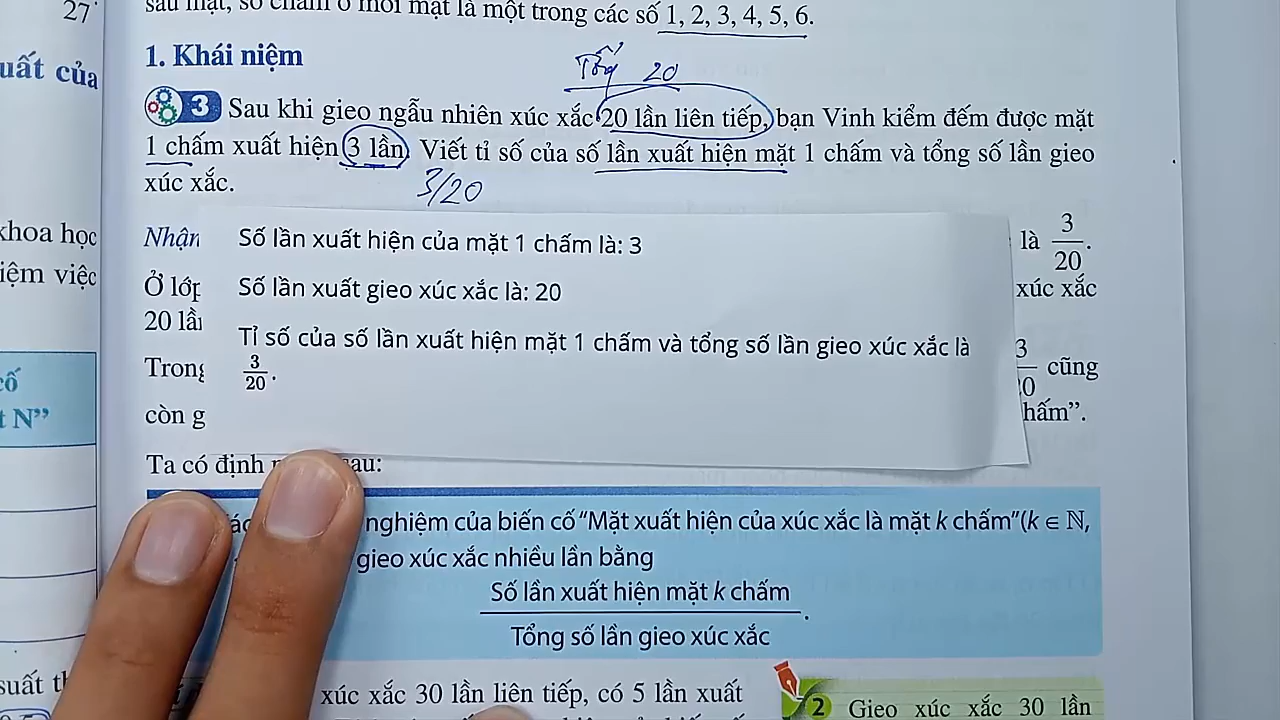 27
sau mặt, số chấm ở mỗi mặt là một trong các số 1, 2, 3, 4, 5, 6.
uất của
1. Khái niệm
Tổng 20
3 Sau khi gieo ngẫu nhiên xúc xắc 20 lần liên tiếp, bạn Vinh kiểm đếm được mặt
1 chấm xuất hiện 3 lần. Viết tỉ số của số lần xuất hiện mặt 1 chấm và tổng số lần gieo
xúc xắc.
3/20
khoa học
iệm việc
Nhận
là 3/20.
Số lần xuất hiện của mặt 1 chấm là: 3
Ở lớp
xúc xắc
Số lần xuất gieo xúc xắc là: 20
20 lần
Tỉ số của số lần xuất hiện mặt 1 chấm và tổng số lần gieo xúc xắc là
3/20.
Trong
cũng
còn g
hấm”.
cố
t N”
Ta có định sau:
nghiệm của biến cố “Mặt xuất hiện của xúc xắc là mặt k chấm” (k ∈ ℕ,
gieo xúc xắc nhiều lần bằng
Số lần xuất hiện mặt k chấm
Tổng số lần gieo xúc xắc
.
suất th
xúc xắc 30 lần liên tiếp, có 5 lần xuất
2 Gieo xúc xắc 30 lần